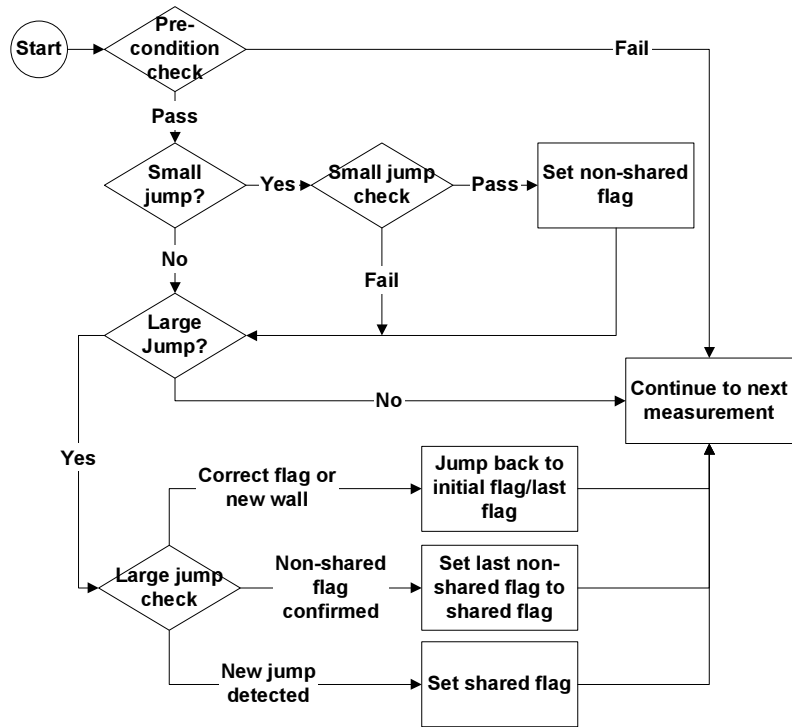 Start
Pre-
condition
check
Fail
Pass
Small
jump?
Yes
Small jump
check
Pass
Set non-shared
flag
No
Fail
Large
Jump?
No
Continue to next
measurement
Yes
Correct flag or
new wall
Jump back to
initial flag/last
flag
Large jump
check
Non-shared
flag
confirmed
Set last non-
shared flag to
shared flag
New jump
detected
Set shared flag